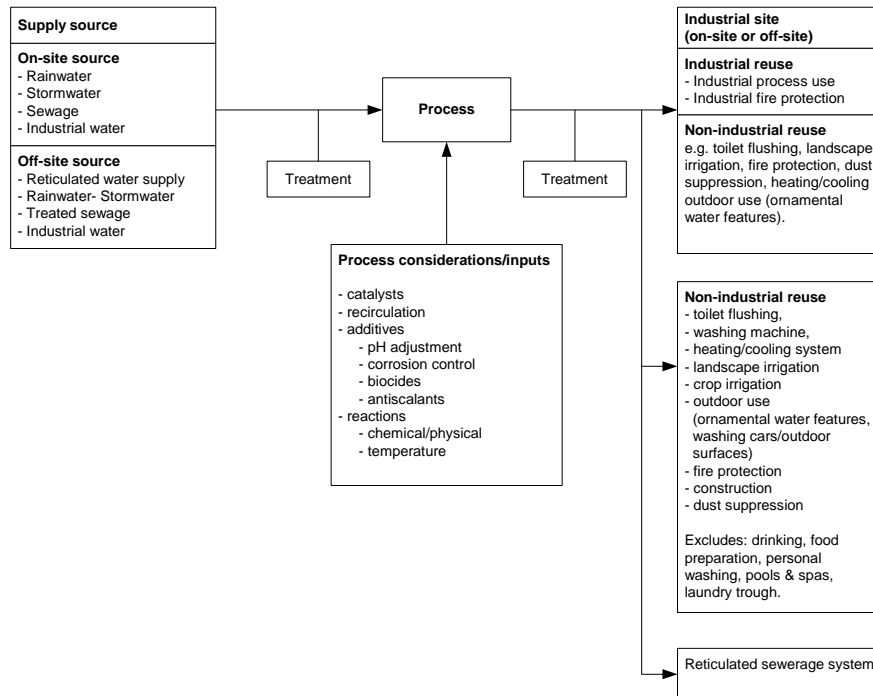 Supply source
On-site source
- Rainwater
- Stormwater
- Sewage
- Industrial water
Off-site source
- Reticulated water supply
- Rainwater- Stormwater
- Treated sewage
- Industrial water
Treatment
Process
Process considerations/inputs
- catalysts
- recirculation
- additives
- pH adjustment
- corrosion control
- biocides
- antiscalants
- reactions
- chemical/physical
- temperature
Treatment
Industrial site
(on-site or off-site)
Industrial reuse
- Industrial process use
- Industrial fire protection
Non-industrial reuse
e.g. toilet flushing, landscape
irrigation, fire protection, dust
suppression, heating/cooling
outdoor use (ornamental
water features).
Non-industrial reuse
- toilet flushing,
- washing machine,
- heating/cooling system
- landscape irrigation
- crop irrigation
- outdoor use
(ornamental water features,
washing cars/outdoor
surfaces)
- fire protection
- construction
- dust suppression
Excludes: drinking, food
preparation, personal
washing, pools & spas,
laundry trough.
Reticulated sewerage system